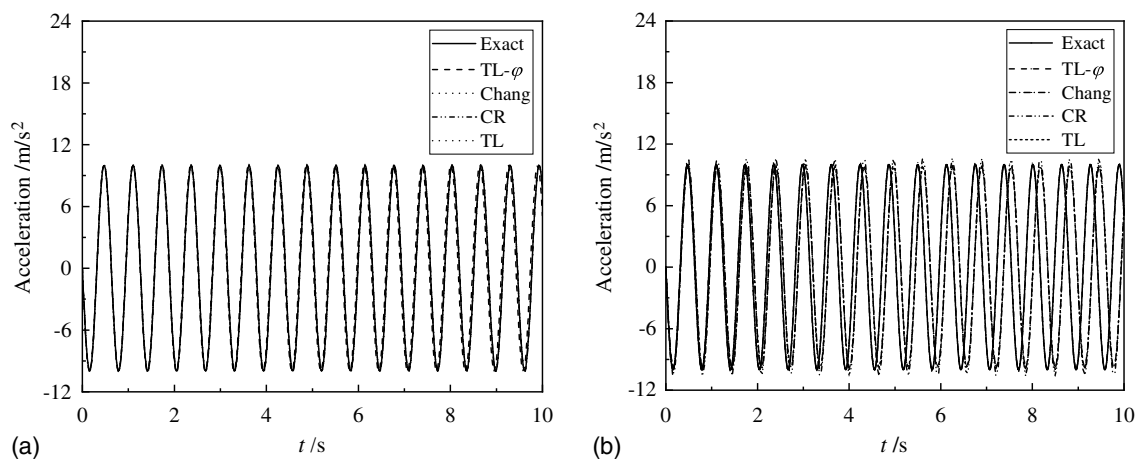 24
18
12
6
0
-6
-12
Acceleration /m/s²
Exact
TL-φ
Chang
CR
TL
0
2
4
6
8
10
t /s
(a)
24
18
12
6
0
-6
-12
Acceleration /m/s²
Exact
TL-φ
Chang
CR
TL
0
2
4
6
8
10
t /s
(b)